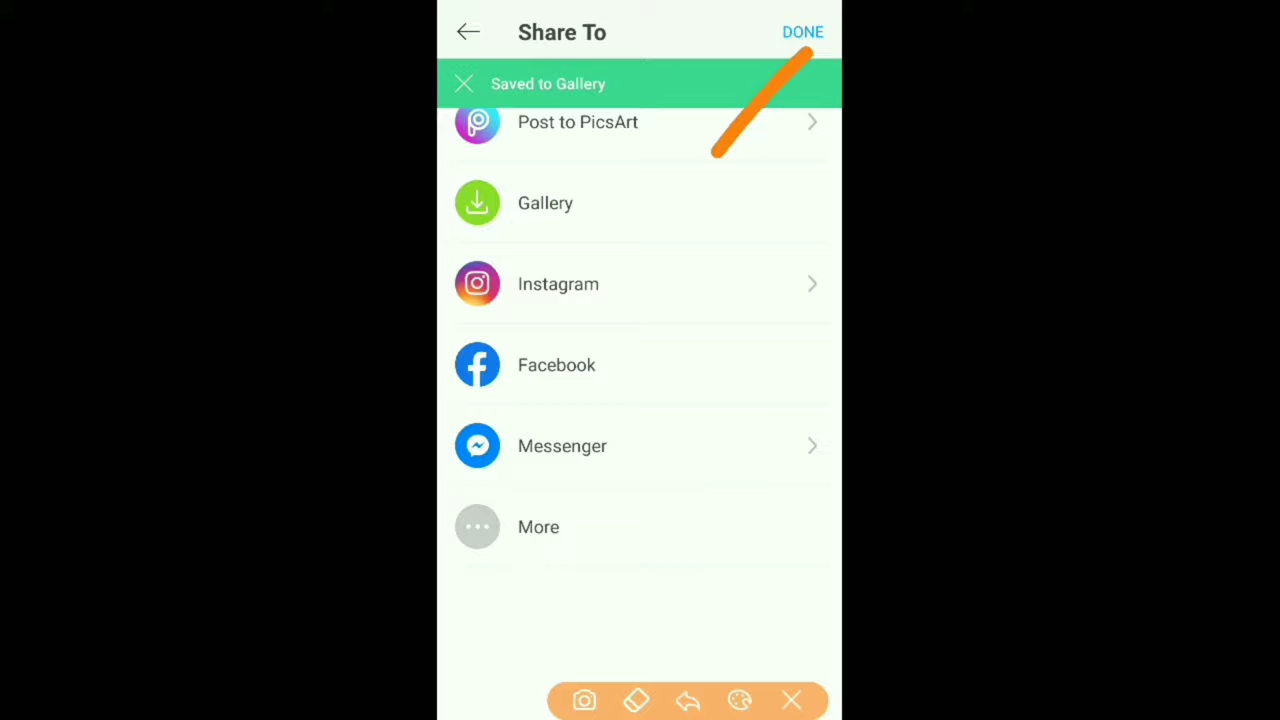 Share To
DONE
Saved to Gallery
Post to PicsArt
Gallery
Instagram
Facebook
Messenger
More